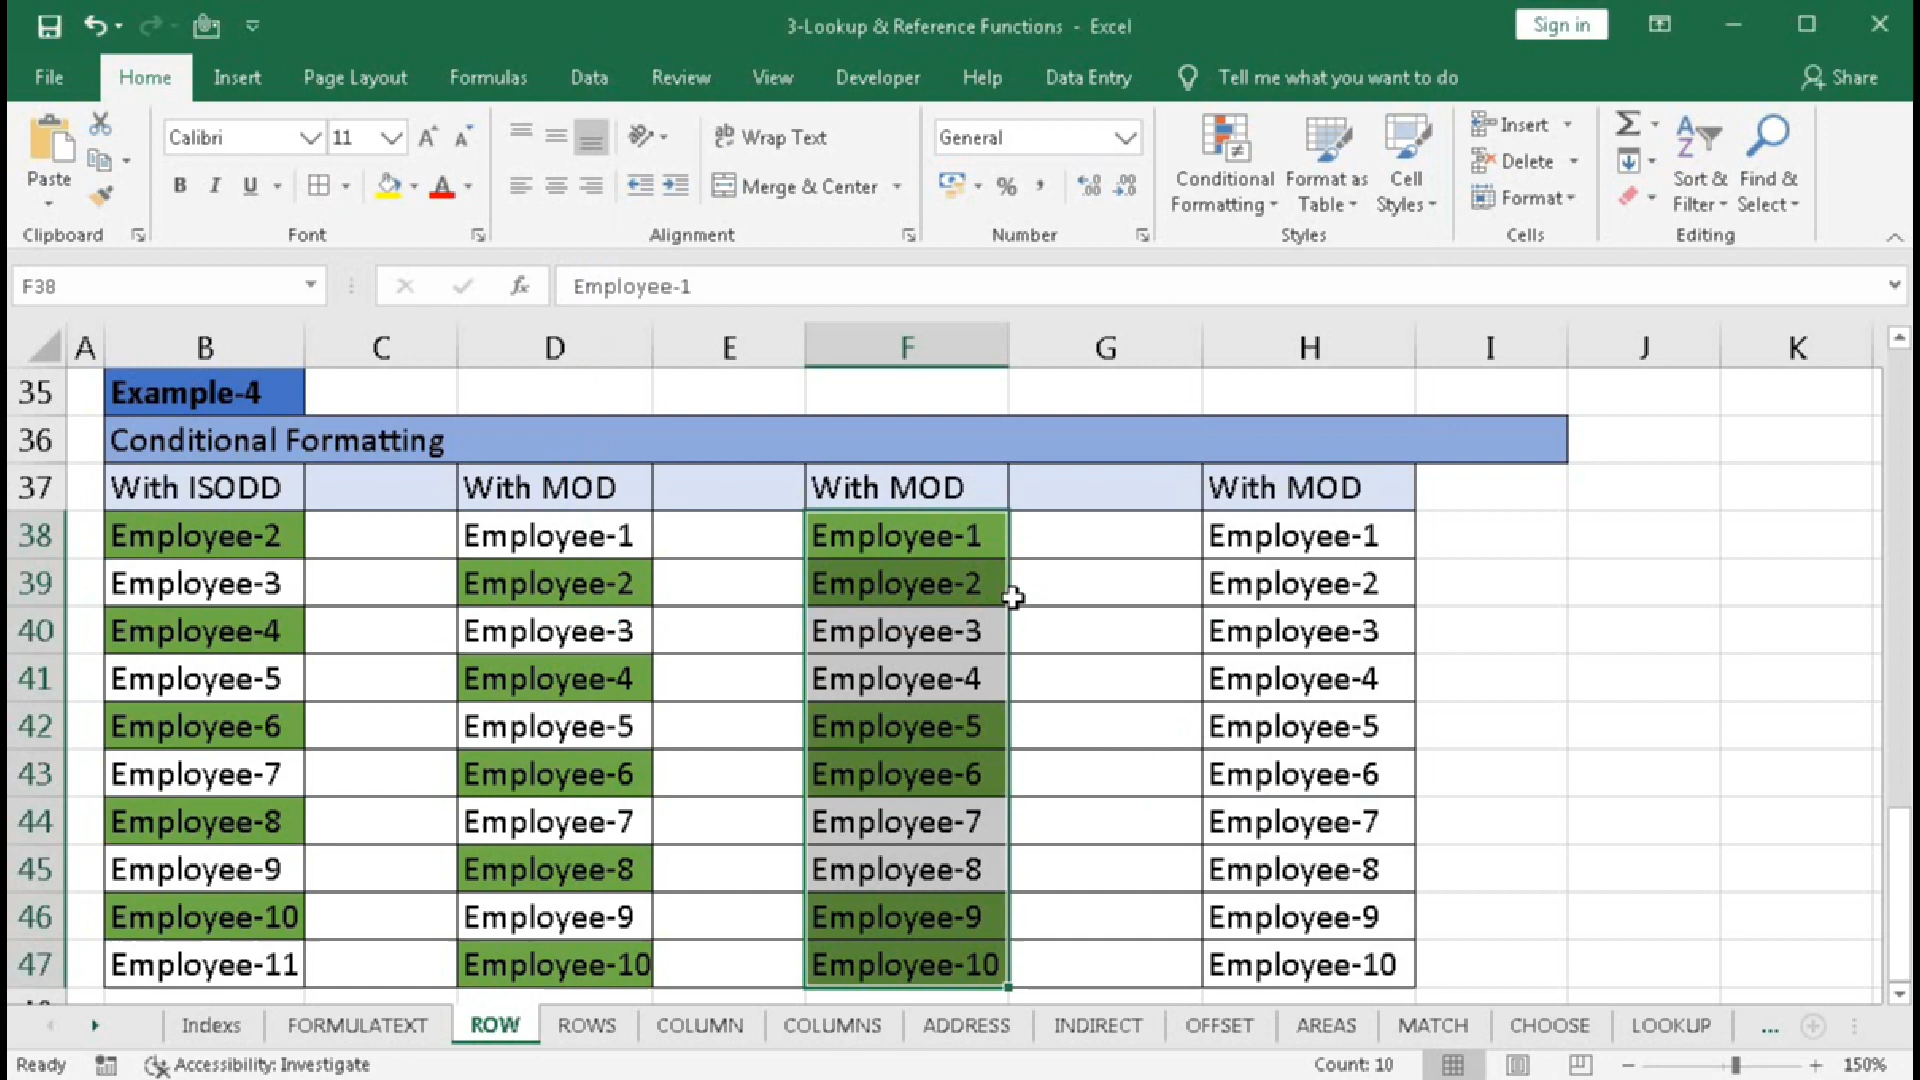 3-Lookup & Reference Functions - Excel
Sign in
File Home Insert Page Layout Formulas Data Review View Developer Help Data Entry Tell me what you want to do Share
Paste
Clipboard
Calibri 11
B I U
Font
Wrap Text
Merge & Center
Alignment
General
Number
Conditional Formatting
Format as Table
Cell Styles
Styles
Insert
Delete
Format
Cells
Sort & Filter
Find & Select
Editing
F38 fx Employee-1
A B C D E F G H I J K
35 Example-4
36 Conditional Formatting
37 With ISODD With MOD With MOD With MOD
38 Employee-2 Employee-1 Employee-1 Employee-1
39 Employee-3 Employee-2 Employee-2 Employee-2
40 Employee-4 Employee-3 Employee-3 Employee-3
41 Employee-5 Employee-4 Employee-4 Employee-4
42 Employee-6 Employee-5 Employee-5 Employee-5
43 Employee-7 Employee-6 Employee-6 Employee-6
44 Employee-8 Employee-7 Employee-7 Employee-7
45 Employee-9 Employee-8 Employee-8 Employee-8
46 Employee-10 Employee-9 Employee-9 Employee-9
47 Employee-11 Employee-10 Employee-10 Employee-10
Indexs FORMULATEXT ROW ROWS COLUMN COLUMNS ADDRESS INDIRECT OFFSET AREAS MATCH CHOOSE LOOKUP ...
Ready Accessibility: Investigate Count: 10 150%